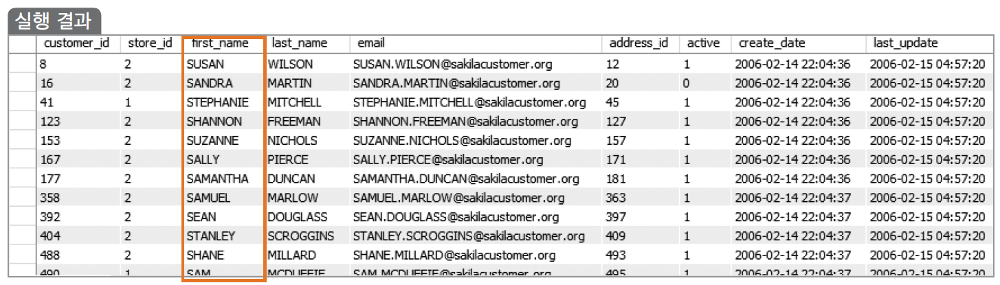 실행 결과
customer_id store_id first_name last_name email address_id active create_date last_update
8 2 SUSAN WILSON SUSAN.WILSON@sakilacustomer.org 12 1 2006-02-14 22:04:36 2006-02-15 04:57:20
16 2 SANDRA MARTIN SANDRA.MARTIN@sakilacustomer.org 20 0 2006-02-14 22:04:36 2006-02-15 04:57:20
41 1 STEPHANIE MITCHELL STEPHANIE.MITCHELL@sakilacustomer.org 45 1 2006-02-14 22:04:36 2006-02-15 04:57:20
123 2 SHANNON FREEMAN SHANNON.FREEMAN@sakilacustomer.org 127 1 2006-02-14 22:04:36 2006-02-15 04:57:20
153 2 SUZANNE NICHOLS SUZANNE.NICHOLS@sakilacustomer.org 157 1 2006-02-14 22:04:36 2006-02-15 04:57:20
167 2 SALLY PIERCE SALLY.PIERCE@sakilacustomer.org 171 1 2006-02-14 22:04:36 2006-02-15 04:57:20
177 2 SAMANTHA DUNCAN SAMANTHA.DUNCAN@sakilacustomer.org 181 1 2006-02-14 22:04:36 2006-02-15 04:57:20
358 2 SAMUEL MARLOW SAMUEL.MARLOW@sakilacustomer.org 363 1 2006-02-14 22:04:37 2006-02-15 04:57:20
392 2 SEAN DOUGLASS SEAN.DOUGLASS@sakilacustomer.org 397 1 2006-02-14 22:04:37 2006-02-15 04:57:20
404 2 STANLEY SCROGGINS STANLEY.SCROGGINS@sakilacustomer.org 409 1 2006-02-14 22:04:37 2006-02-15 04:57:20
488 2 SHANE MILLARD SHANE.MILLARD@sakilacustomer.org 493 1 2006-02-14 22:04:37 2006-02-15 04:57:20
490 1 SAM MCDUFFIE SAM.MCDUFFIE@sakilacustomer.org 495 1 2006-02-14 22:04:37 2006-02-15 04:57:20